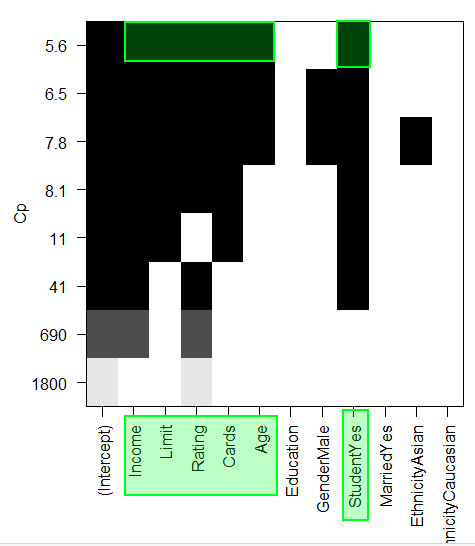 5.6
6.5
7.8
8.1
11
41
690
1800
Cp
(Intercept)
Income
Limit
Rating
Cards
Age
Education
GenderMale
StudentYes
MarriedYes
EthnicityAsian
nnicityCaucasian